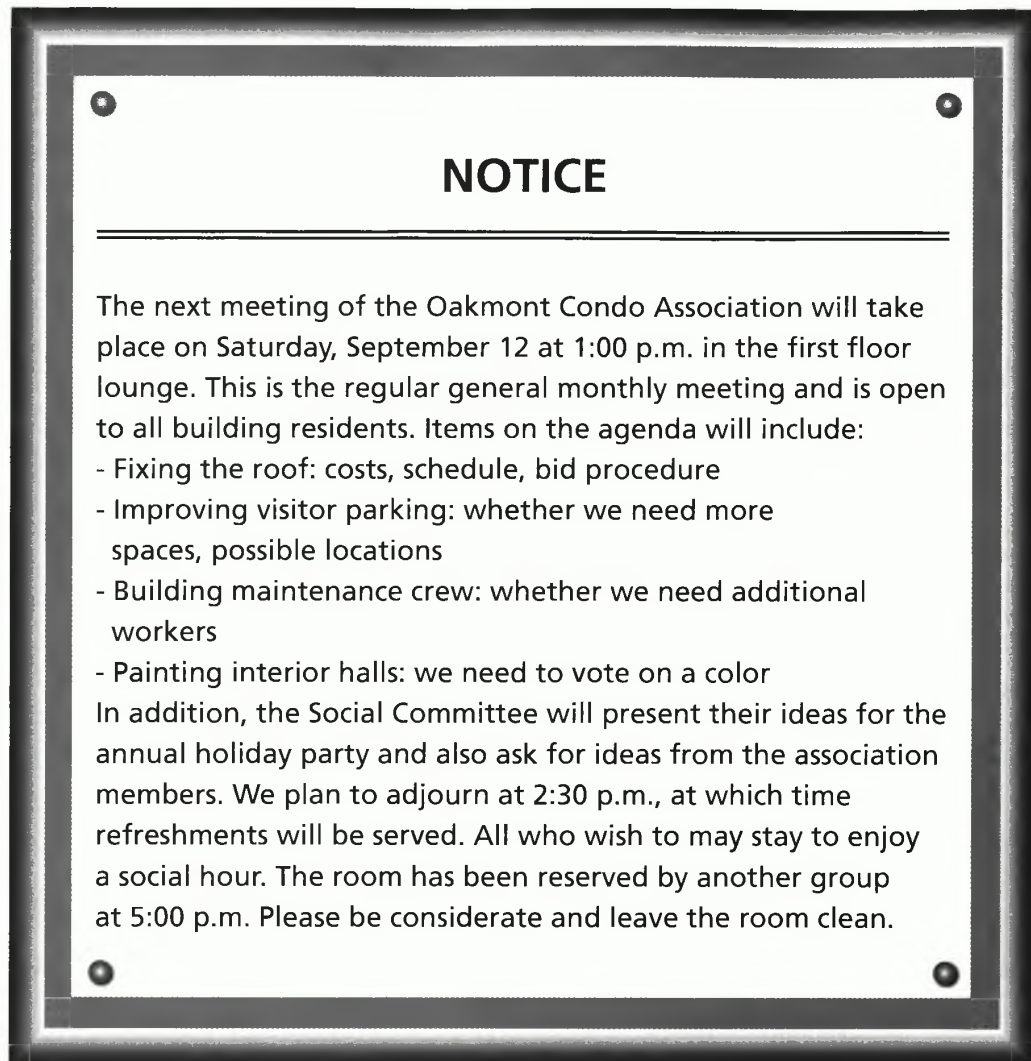 NOTICE
The next meeting of the Oakmont Condo Association will take
place on Saturday, September 12 at 1:00 p.m. in the first floor
lounge. This is the regular general monthly meeting and is open
to all building residents. Items on the agenda will include:
- Fixing the roof: costs, schedule, bid procedure
- Improving visitor parking: whether we need more
spaces, possible locations
- Building maintenance crew: whether we need additional
workers
- Painting interior halls: we need to vote on a color
In addition, the Social Committee will present their ideas for the
annual holiday party and also ask for ideas from the association
members. We plan to adjourn at 2:30 p.m., at which time
refreshments will be served. All who wish to may stay to enjoy
a social hour. The room has been reserved by another group
at 5:00 p.m. Please be considerate and leave the room clean.